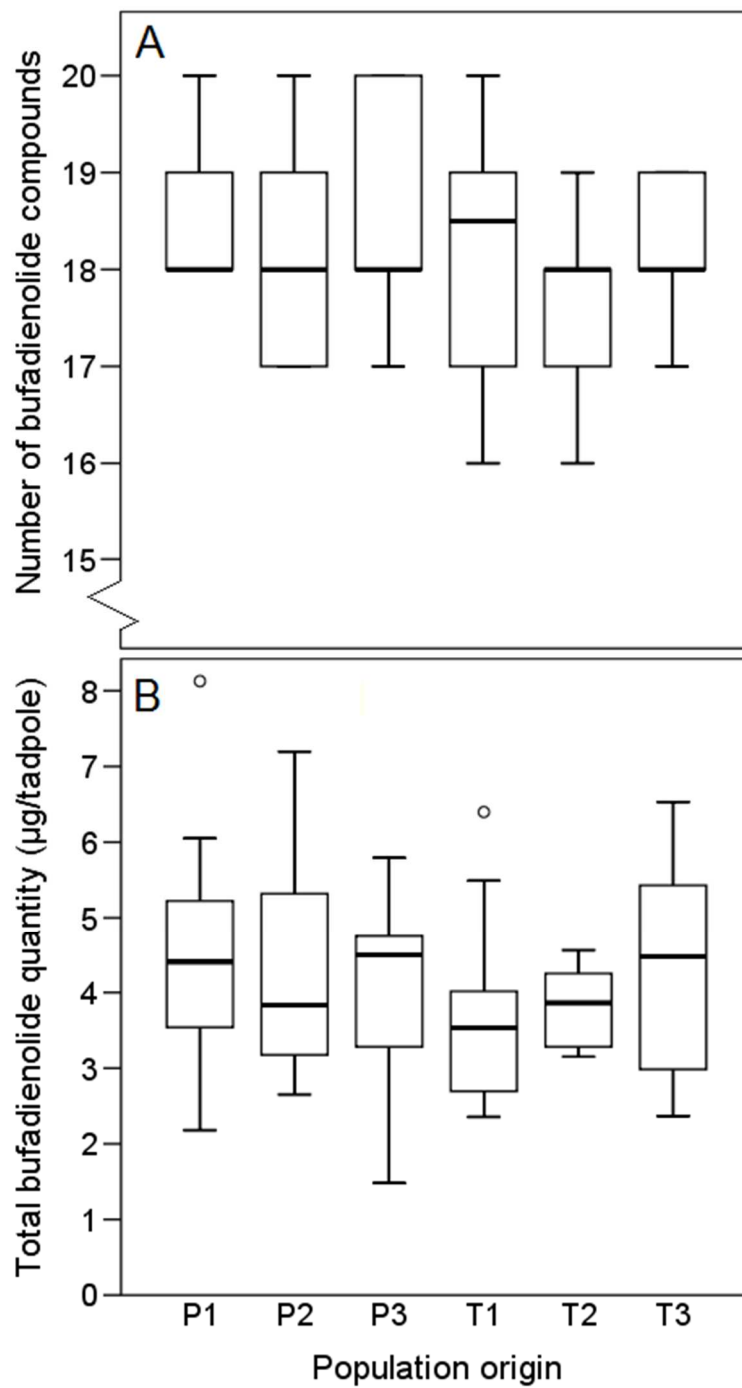 A
Number of bufadienolide compounds
20
19
18
17
16
15
B
Total bufadienolide quantity (µg/tadpole)
8
7
6
5
4
3
2
1
0
P1 P2 P3 T1 T2 T3
Population origin